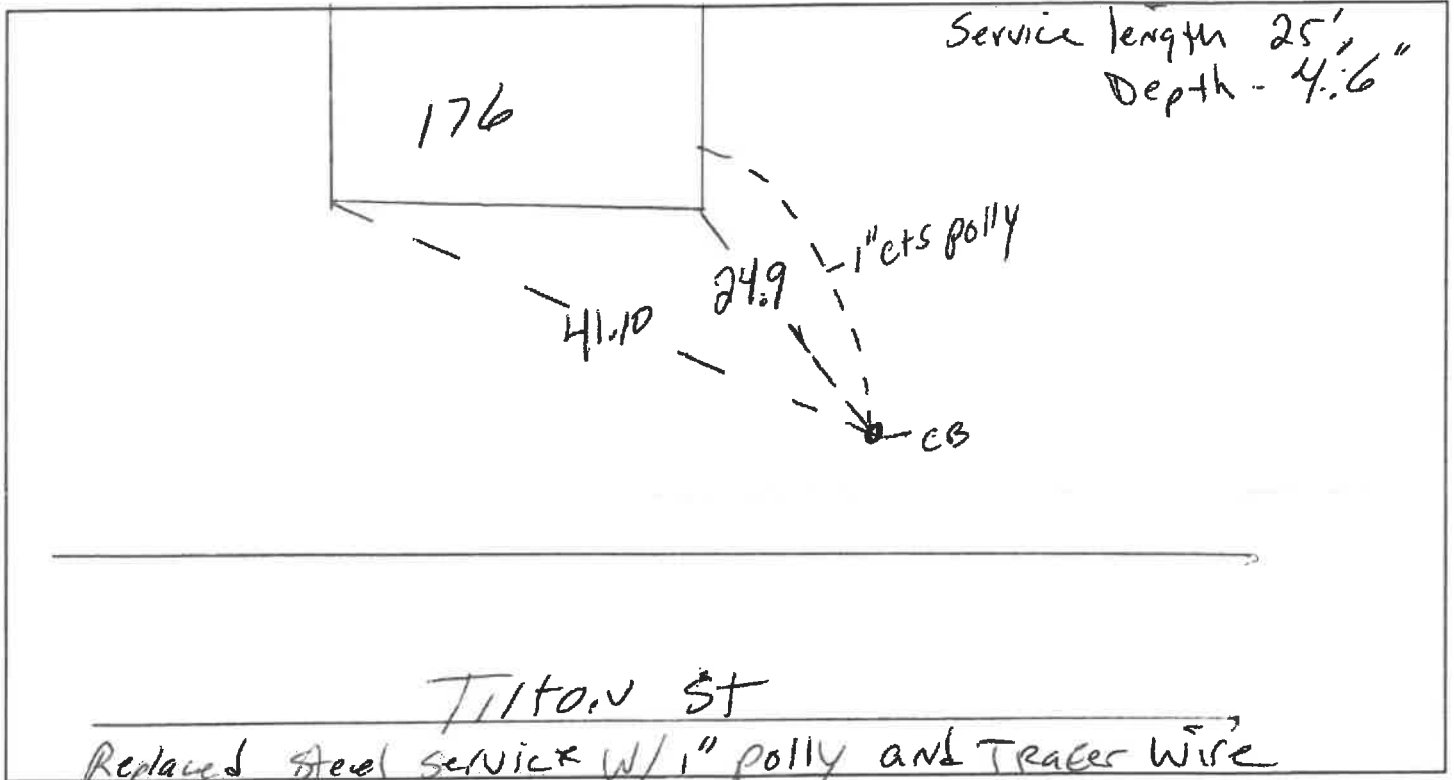 Service length 25',
Depth - 4'.6"
176
1" cts polly
24.9
41.10
CB
Tilton St
Replaced steel service W/ 1" polly and Tracer Wire